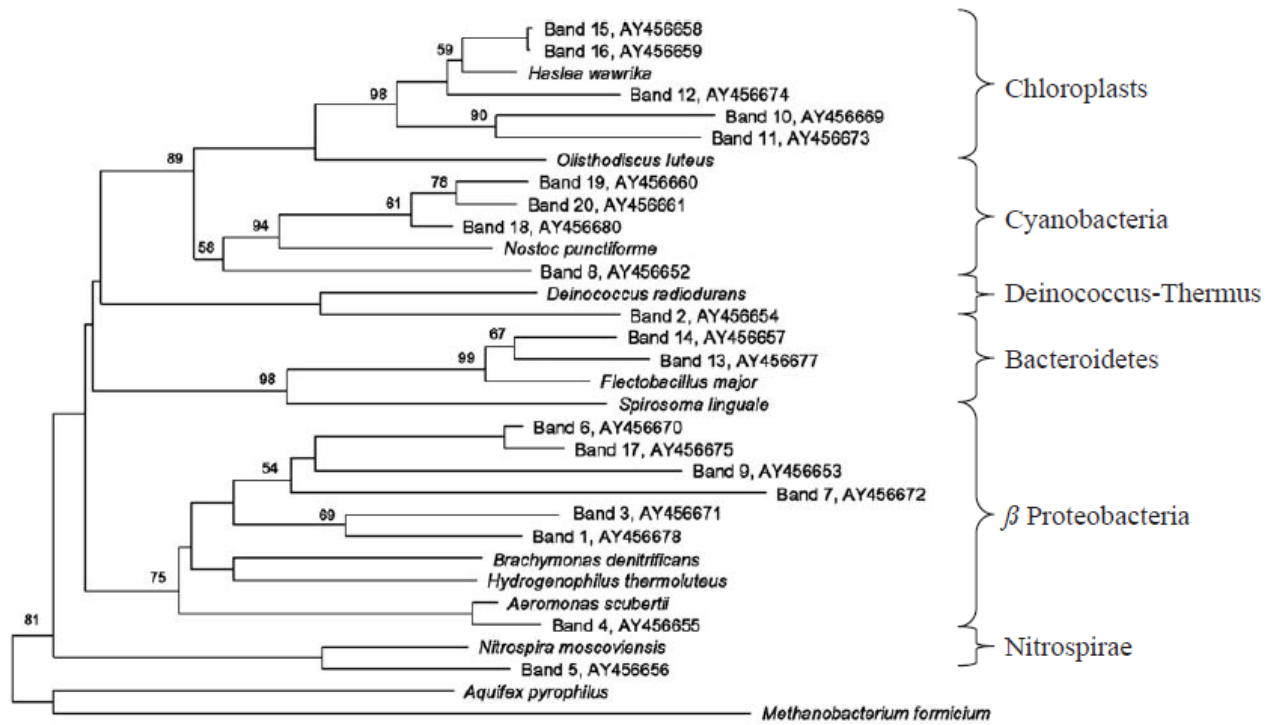 Band 15, AY456658
59
Band 16, AY456659
Haslea wawrika
Chloroplasts
98
Band 12, AY456674
90
Band 10, AY456669
Band 11, AY456673
89
Olisthodiscus luteus
76
Band 19, AY456660
61
Band 20, AY456661
Cyanobacteria
94
Band 18, AY456680
58
Nostoc punctiforme
Band 8, AY456652
Deinococcus radiodurans
Deinococcus-Thermus
Band 2, AY456654
67
Band 14, AY456657
99
Band 13, AY456677
Bacteroidetes
98
Flectobacillus major
Spirosoma linguale
Band 6, AY456670
Band 17, AY456675
54
Band 9, AY456653
Band 7, AY456672
69
Band 3, AY456671
β Proteobacteria
Band 1, AY456678
Brachymonas denitrificans
75
Hydrogenophilus thermoluteus
Aeromonas scubertii
81
Band 4, AY456655
Nitrospira moscoviensis
Nitrospirae
Band 5, AY456656
Aquifex pyrophilus
Methanobacterium formicium